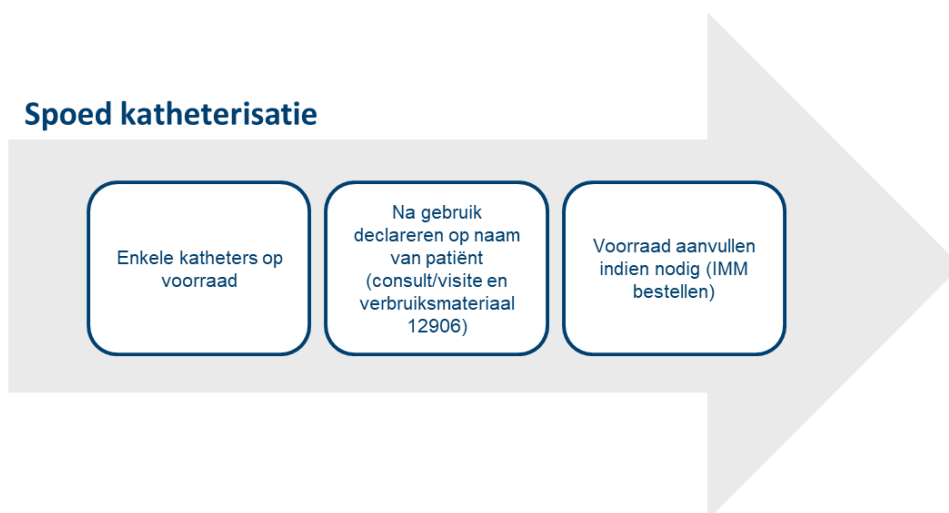 Spoed katheterisatie
Enkele katheters op
voorraad
Na gebruik
declareren op naam
van patiënt
(consult/visite en
verbruiksmateriaal
12906)
Voorraad aanvullen
indien nodig (IMM
bestellen)